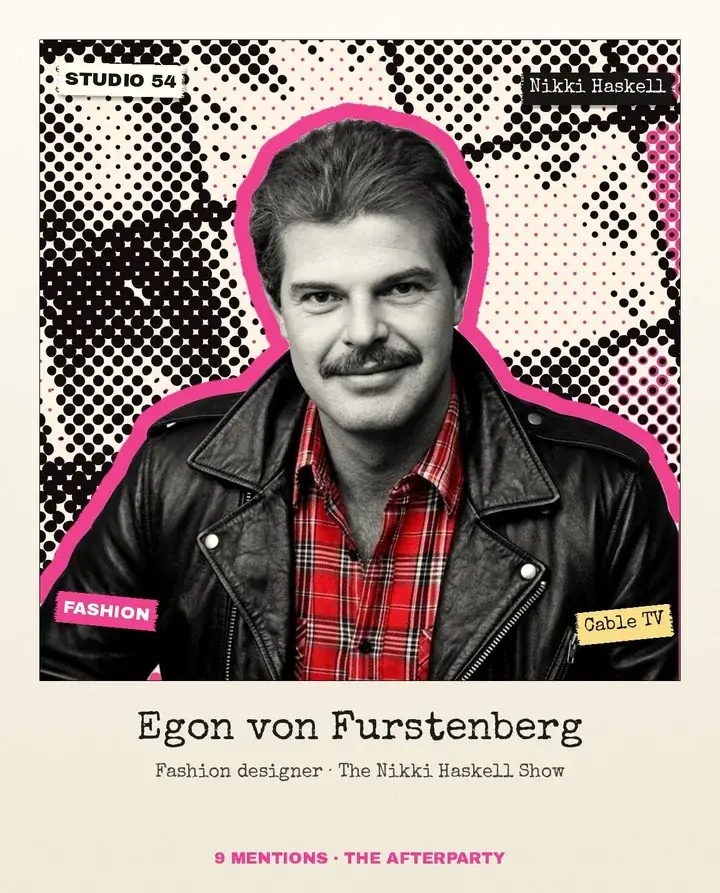 STUDIO 54
Nikki Haskell
FASHION
Cable TV
Egon von Furstenberg
Fashion designer · The Nikki Haskell Show
9 MENTIONS · THE AFTERPARTY